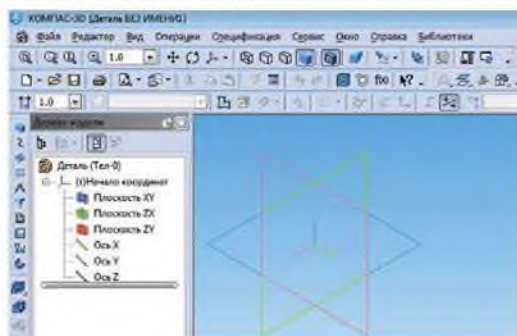 КОМПАС-3D [Деталь БЕЗ ИМЕНИ1]
Файл Редактор Вид Операции Спецификация Сервис Окно Справка Библиотеки
1.0
f(x)
1.0
Дерево модели
Деталь (Тел-0)
(т)Начало координат
Плоскость XY
Плоскость ZX
Плоскость ZY
Ось X
Ось Y
Ось Z